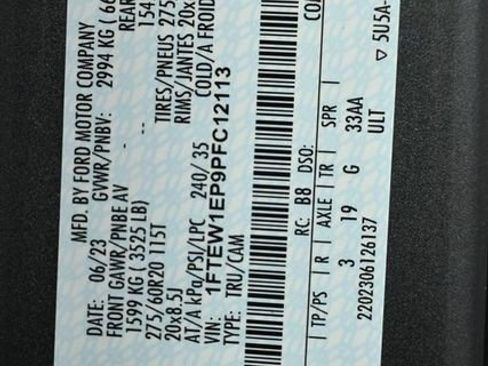 MFD. BY FORD MOTOR COMPANY
DATE: 06/23 GVWR/PNBV: 2994 KG ( 66
FRONT GAWR/PNBE AV REAR
1599 KG ( 3525 LB) 154
275/60R20 115T TIRES/PNEUS 275
20x8.5J RIMS/JANTES 20x
AT/A kPa/PSI/LPC 240/ 35 COLD/A FROID
VIN: 1FTEW1EP9PFC12113
TYPE: TRU/CAM
CO
RC: B8 DSO:
| TP/PS | R | AXLE | TR | SPR |
3 19 G 33AA
ULT
2202306126137 ▽ 5U5A-